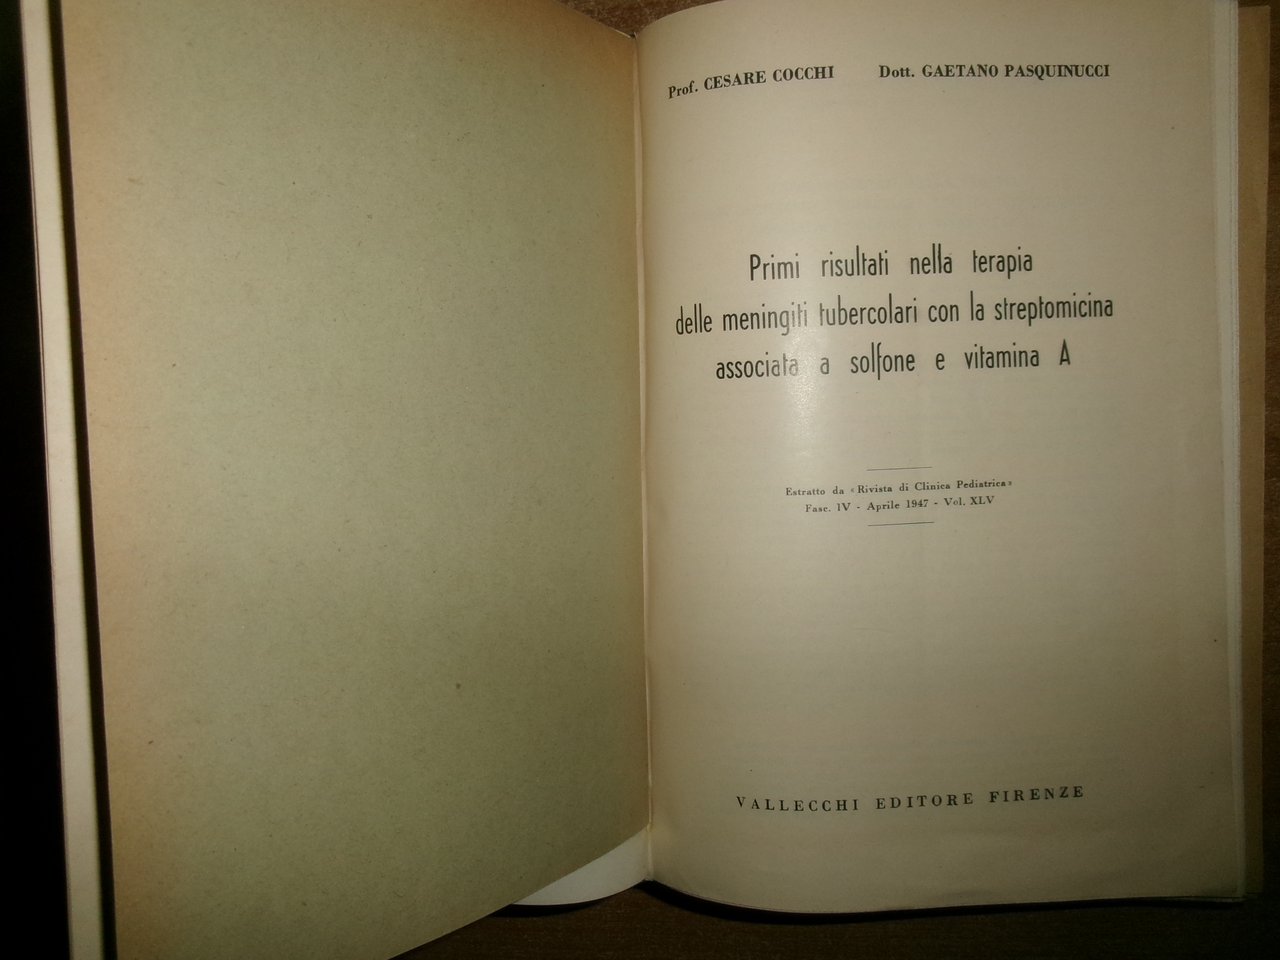 Prof. CESARE COCCHI Dott. GAETANO PASQUINUCCI
Primi risultati nella terapia
delle meningiti tubercolari con la streptomicina
associata a solfone e vitamina A
Estratto da «Rivista di Clinica Pediatrica»
Fasc. IV - Aprile 1947 - Vol. XLV
VALLECCHI EDITORE FIRENZE